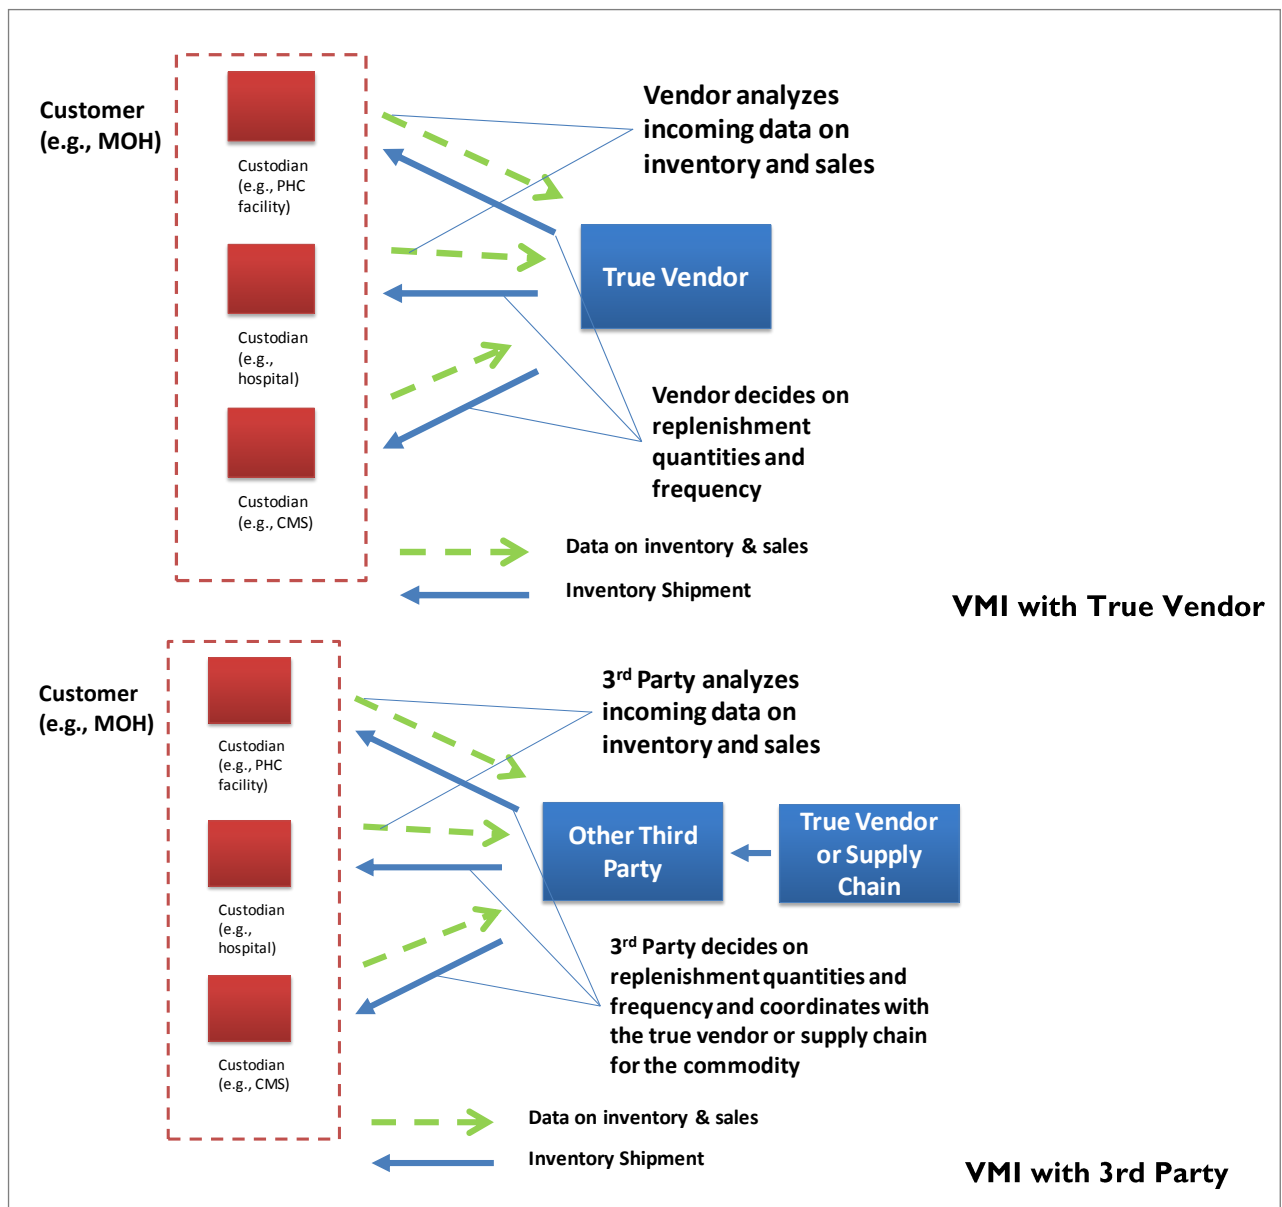 Customer
(e.g., MOH)
Custodian
(e.g., PHC
facility)
Custodian
(e.g.,
hospital)
Custodian
(e.g., CMS)
Vendor analyzes
incoming data on
inventory and sales
True Vendor
Vendor decides on
replenishment
quantities and
frequency
Data on inventory & sales
Inventory Shipment
VMI with True Vendor
Customer
(e.g., MOH)
Custodian
(e.g., PHC
facility)
Custodian
(e.g.,
hospital)
Custodian
(e.g., CMS)
3rd Party analyzes
incoming data on
inventory and sales
Other Third
Party
True Vendor
or Supply
Chain
3rd Party decides on
replenishment quantities and
frequency and coordinates with
the true vendor or supply chain
for the commodity
Data on inventory & sales
Inventory Shipment
VMI with 3rd Party